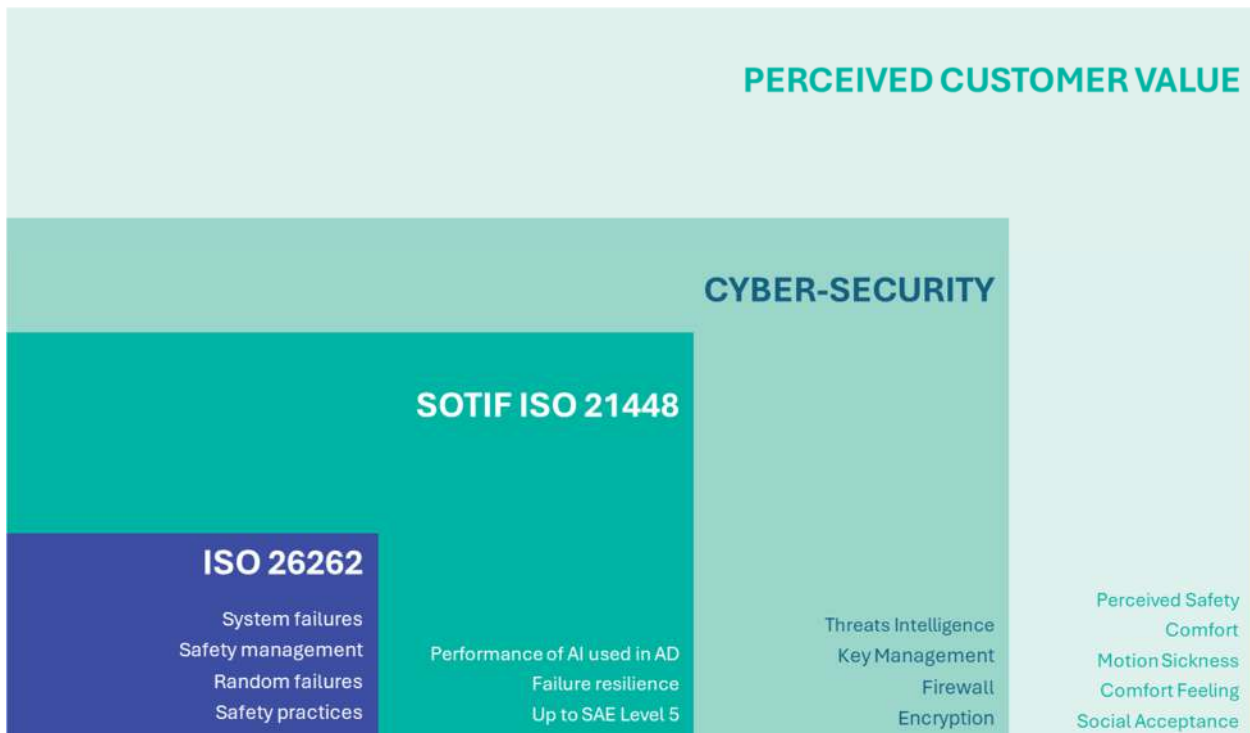 PERCEIVED CUSTOMER VALUE
CYBER-SECURITY
SOTIF ISO 21448
ISO 26262
System failures
Safety management
Random failures
Safety practices
Performance of AI used in AD
Failure resilience
Up to SAE Level 5
Threats Intelligence
Key Management
Firewall
Encryption
Perceived Safety
Comfort
Motion Sickness
Comfort Feeling
Social Acceptance